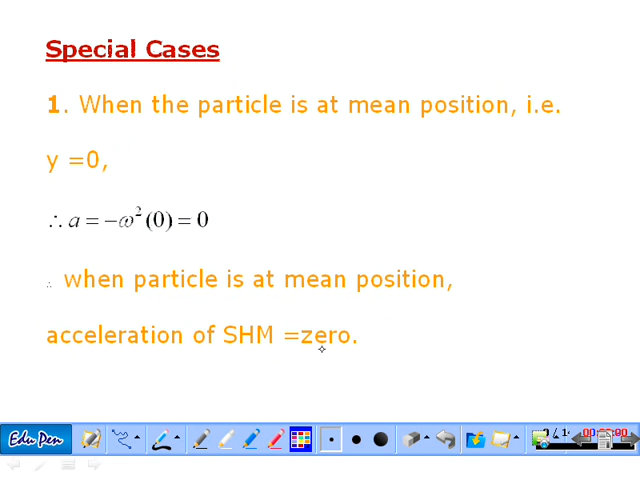 Special Cases
1. When the particle is at mean position, i.e.
y =0,
∴ a = −ω²(0) = 0
∴ when particle is at mean position,
acceleration of SHM =zero.
Edu Pen